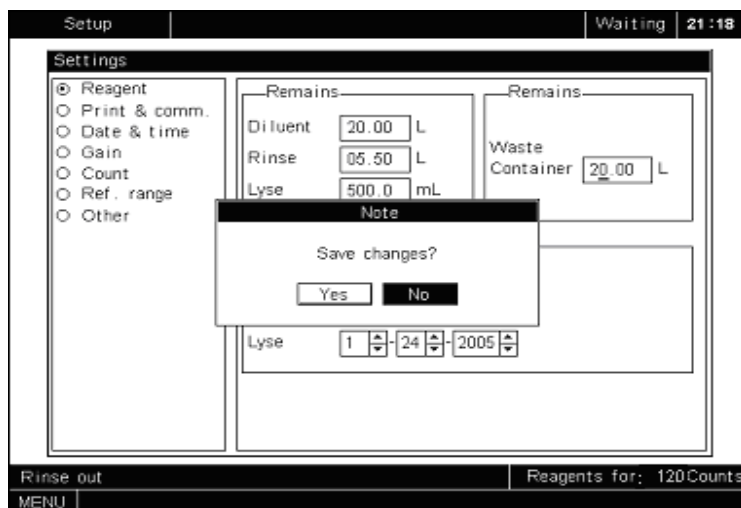 Setup Waiting 21:18
Settings
Reagent
Print & comm.
Date & time
Gain
Count
Ref. range
Other
Remains
Diluent 20.00 L
Rinse 05.50 L
Lyse 500.0 mL
Remains
Waste
Container 20.00 L
Note
Save changes?
Yes No
Lyse 1 - 24 - 2005
Rinse out Reagents for: 120Counts
MENU